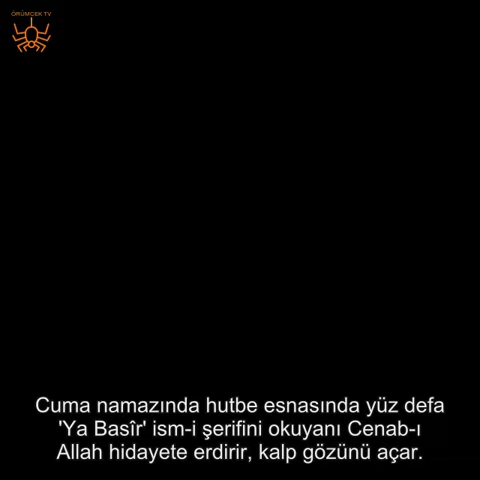 ÖRÜMCEK TV
Cuma namazında hutbe esnasında yüz defa
'Ya Basîr' ism-i şerifini okuyanı Cenab-ı
Allah hidayete erdirir, kalp gözünü açar.